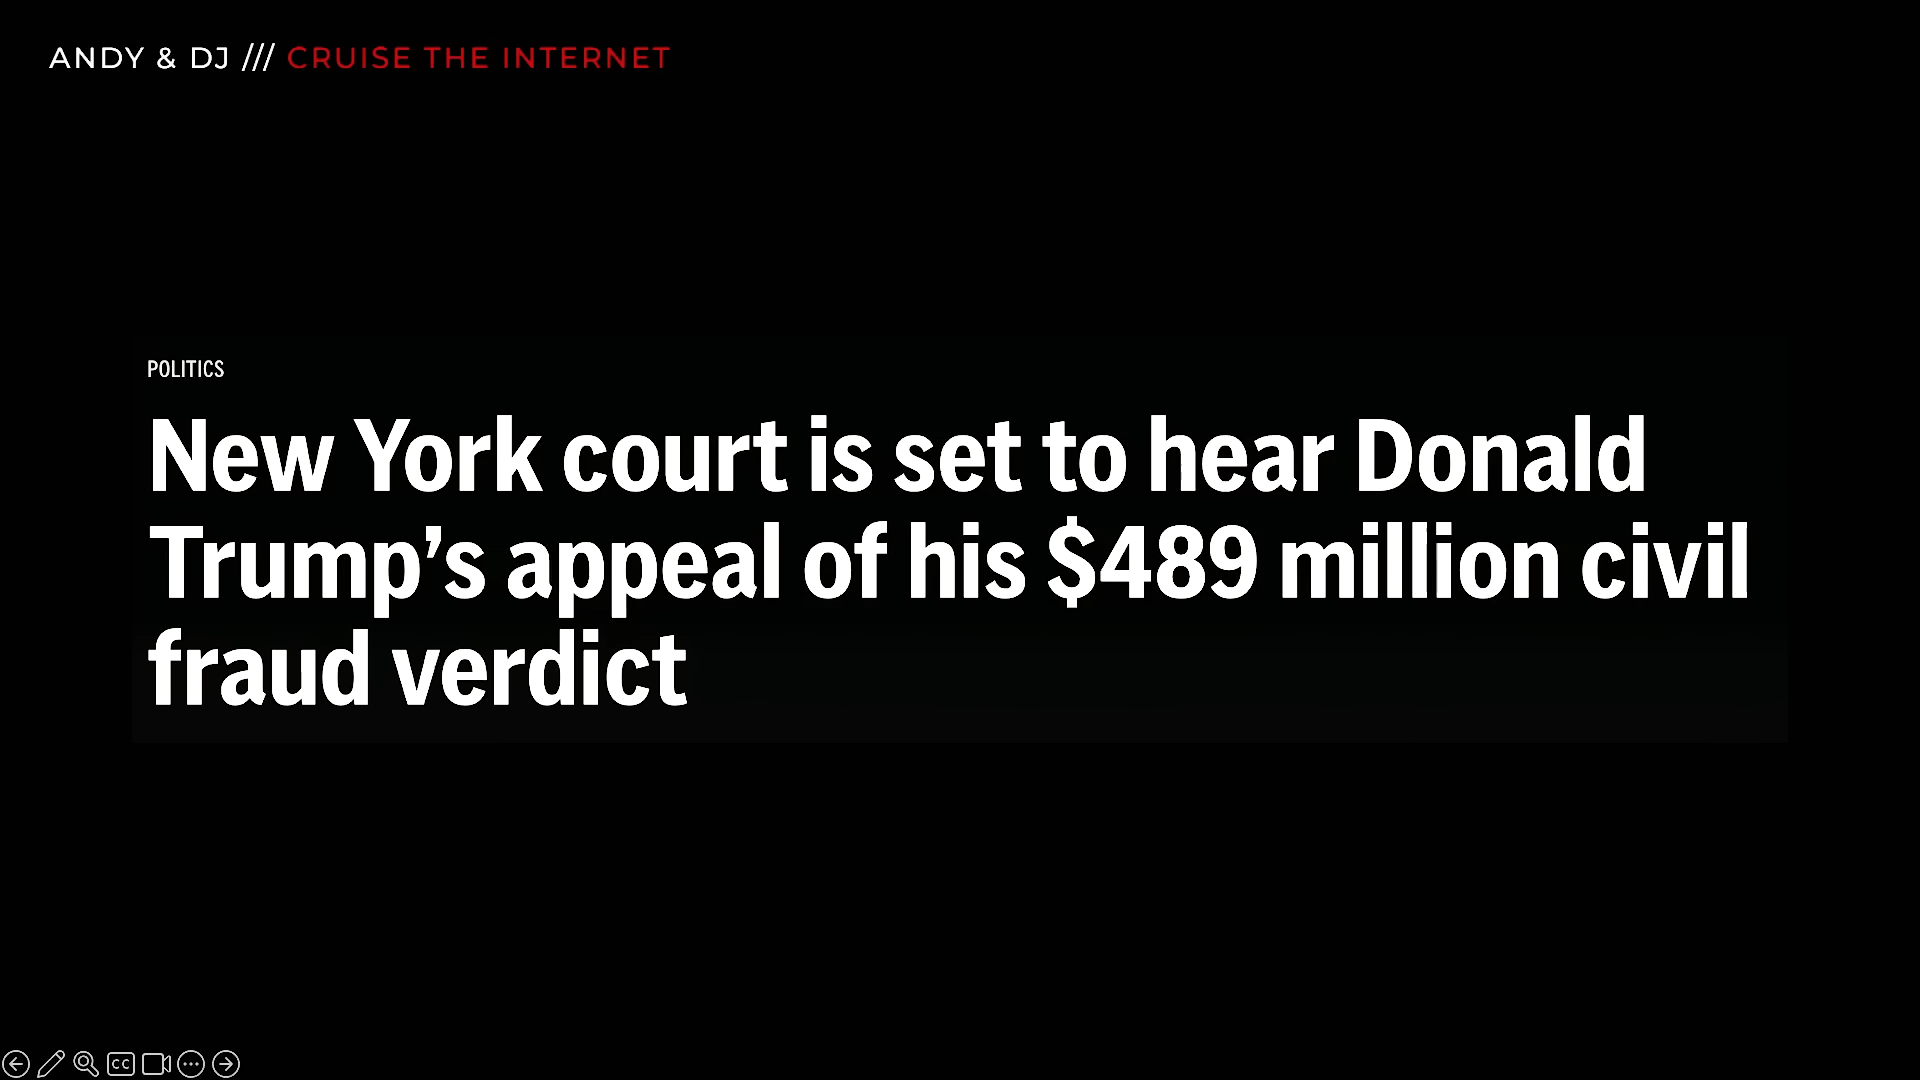 ANDY & DJ /// CRUISE THE INTERNET
POLITICS
New York court is set to hear Donald
Trump’s appeal of his $489 million civil
fraud verdict
CC